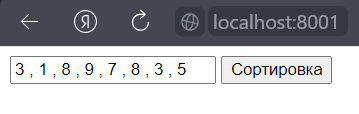 Я localhost:8001
3 , 1 , 8 , 9 , 7 , 8 , 3 , 5 Сортировка